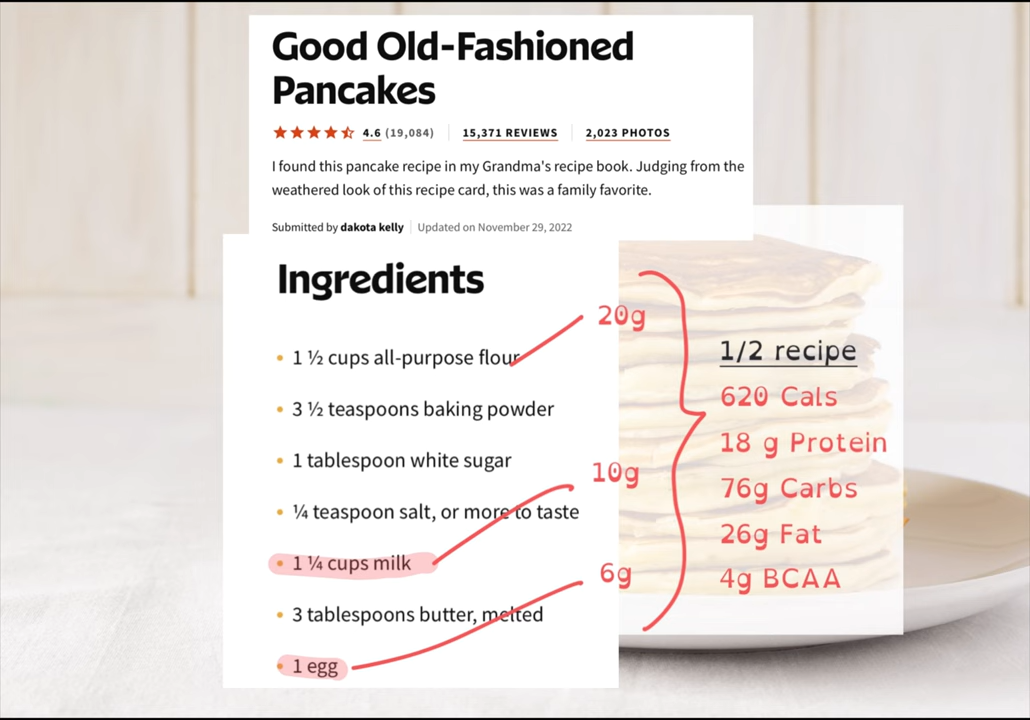 Good Old-Fashioned
Pancakes
4.6 (19,084) 15,371 REVIEWS 2,023 PHOTOS
I found this pancake recipe in my Grandma's recipe book. Judging from the
weathered look of this recipe card, this was a family favorite.
Submitted by dakota kelly Updated on November 29, 2022
Ingredients
• 1 ½ cups all-purpose flour
20g
• 3 ½ teaspoons baking powder
• 1 tablespoon white sugar
• ¼ teaspoon salt, or more to taste
10g
• 1 ¼ cups milk
• 3 tablespoons butter, melted
6g
• 1 egg
1/2 recipe
620 Cals
18 g Protein
76g Carbs
26g Fat
4g BCAA